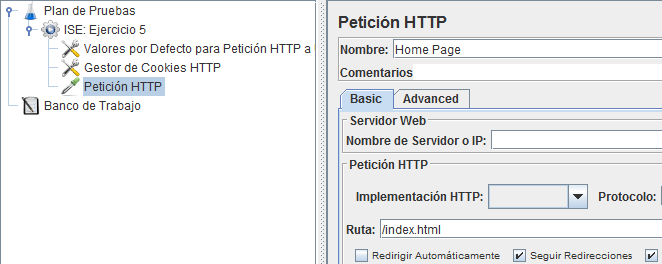 Plan de Pruebas
ISE: Ejercicio 5
Valores por Defecto para Petición HTTP a
Gestor de Cookies HTTP
Petición HTTP
Banco de Trabajo
Petición HTTP
Nombre: Home Page
Comentarios
Basic Advanced
Servidor Web
Nombre de Servidor o IP:
Petición HTTP
Implementación HTTP: Protocolo:
Ruta: /index.html
Redirigir Automáticamente Seguir Redirecciones